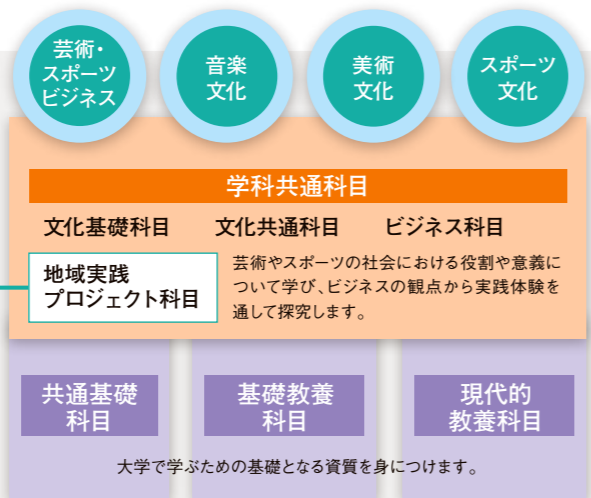 芸術・
スポーツ
ビジネス
音楽
文化
美術
文化
スポーツ
文化
学科共通科目
文化基礎科目
文化共通科目
ビジネス科目
地域実践
プロジェクト科目
芸術やスポーツの社会における役割や意義に
ついて学び、ビジネスの観点から実践体験を
通して探究します。
共通基礎
科目
基礎教養
科目
現代的
教養科目
大学で学ぶための基礎となる資質を身につけます。